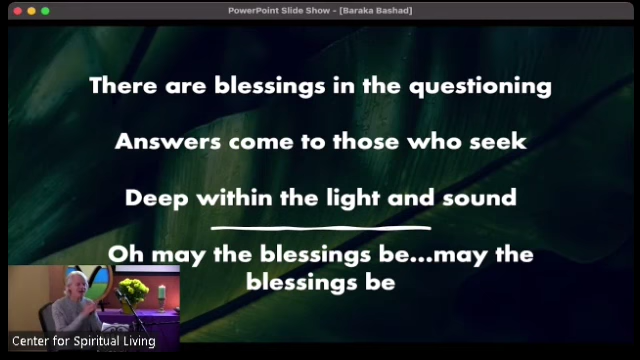 PowerPoint Slide Show - [Baraka Bashad]
There are blessings in the questioning
Answers come to those who seek
Deep within the light and sound
Oh may the blessings be...may the
blessings be
Center for Spiritual Living